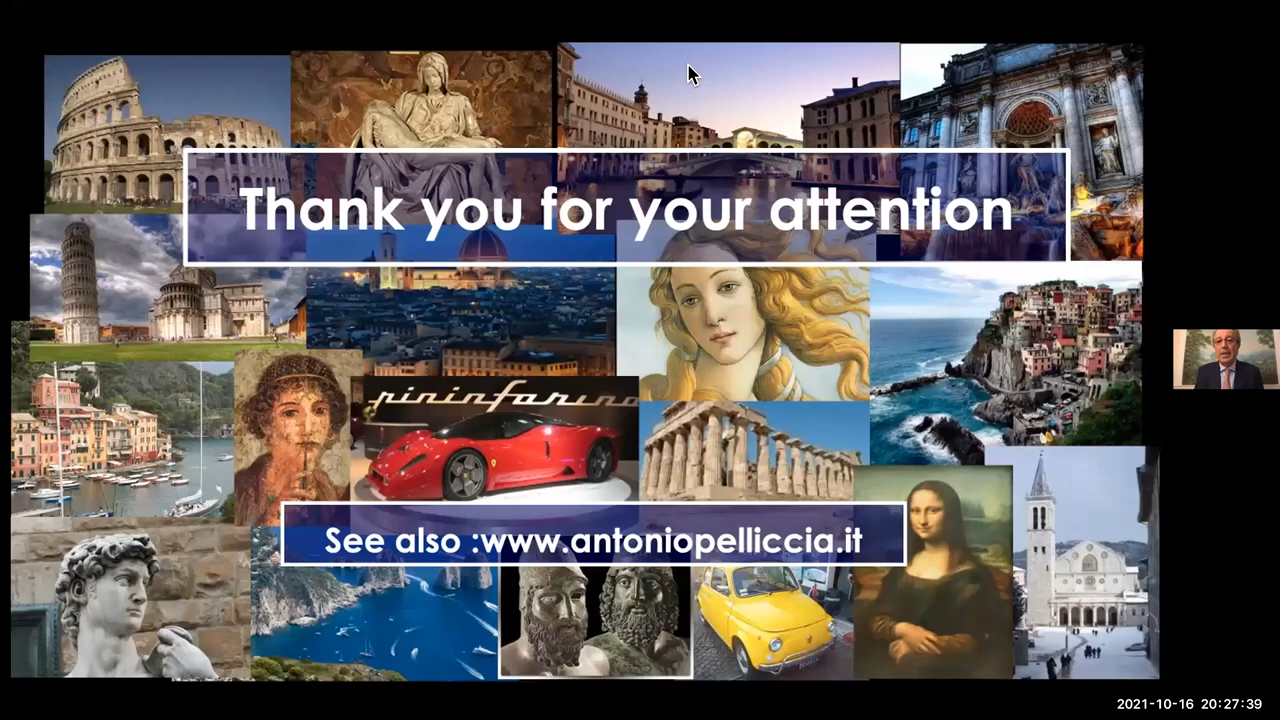 Thank you for your attention
pininfarina
See also :www.antoniopelliccia.it
2021-10-16 20:27:39